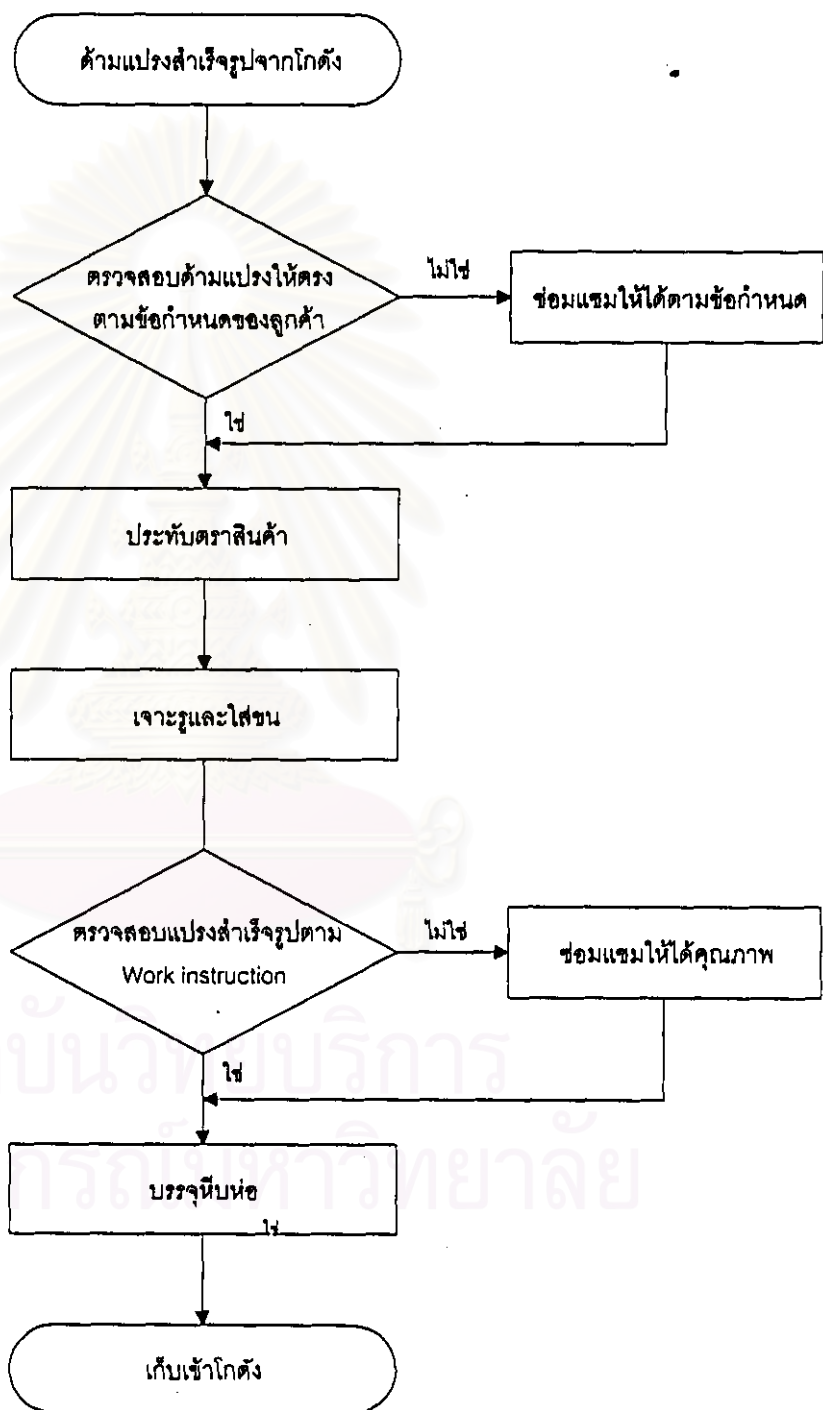 ด้ามแปรงสำเร็จรูปจากโกดัง
ตรวจสอบด้ามแปรงให้ตรง
ตามข้อกำหนดของลูกค้า
ไม่ใช่
ซ่อมแซมให้ได้ตามข้อกำหนด
ใช่
ประทับตราสินค้า
เจาะรูและใส่ขน
ตรวจสอบแปรงสำเร็จรูปตาม
Work instruction
ไม่ใช่
ซ่อมแซมให้ได้คุณภาพ
ใช่
บรรจุหีบห่อ
ใช่
เก็บเข้าโกดัง